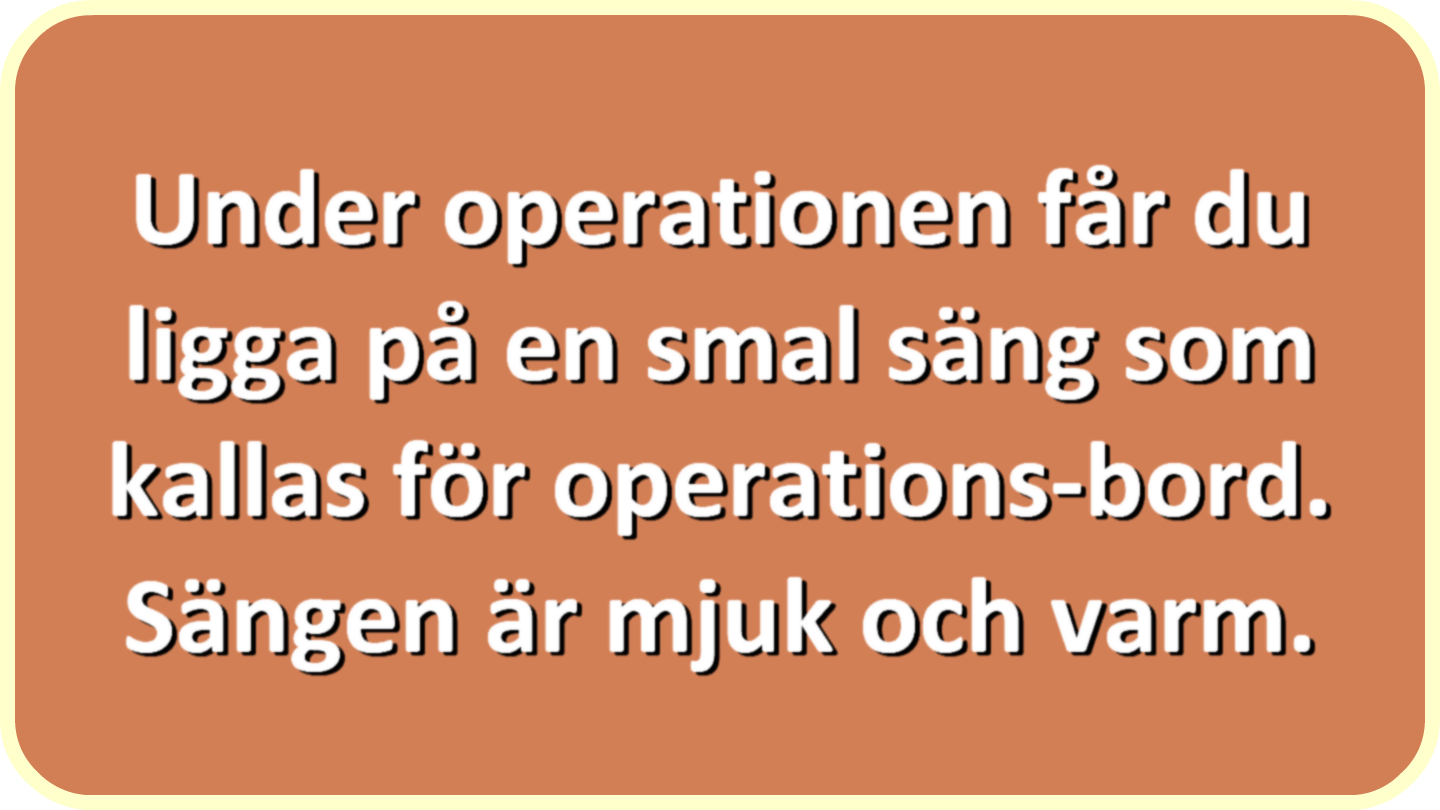 Under operationen får du
ligga på en smal säng som
kallas för operations-bord.
Sängen är mjuk och varm.